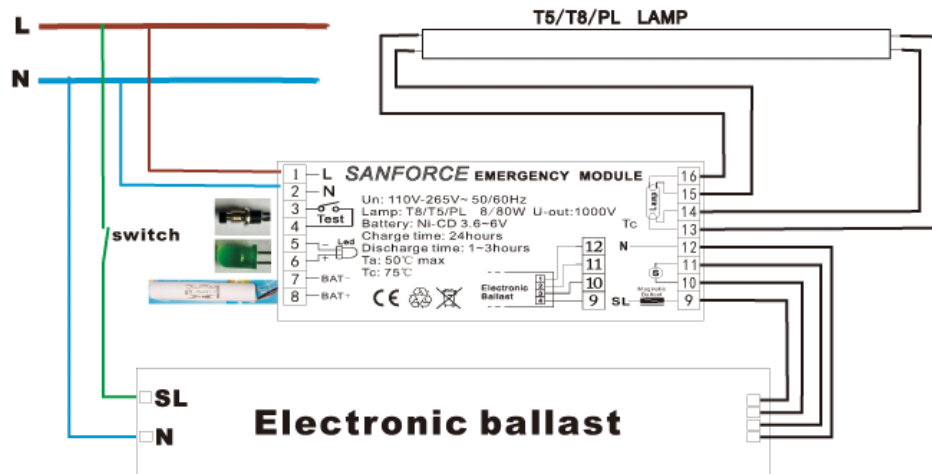 T5/T8/PL LAMP
L
N
switch
1 L
2 N
3
4
Test
5 −
6 +
Led
7 BAT−
8 BAT+
SANFORCE EMERGENCY MODULE
Un: 110V-265V~ 50/60Hz
Lamp: T8/T5/PL 8/80W U-out:1000V
Battery: Ni-CD 3.6~6V
Charge time: 24hours
Discharge time: 1~3hours
Ta: 50℃ max
Tc: 75℃
CE
Electronic
Ballast
12
11
10
9
Lamp
Tc
N
S
SL
Magnetic
Ballast
16
15
14
13
12
11
10
9
SL
N
Electronic ballast